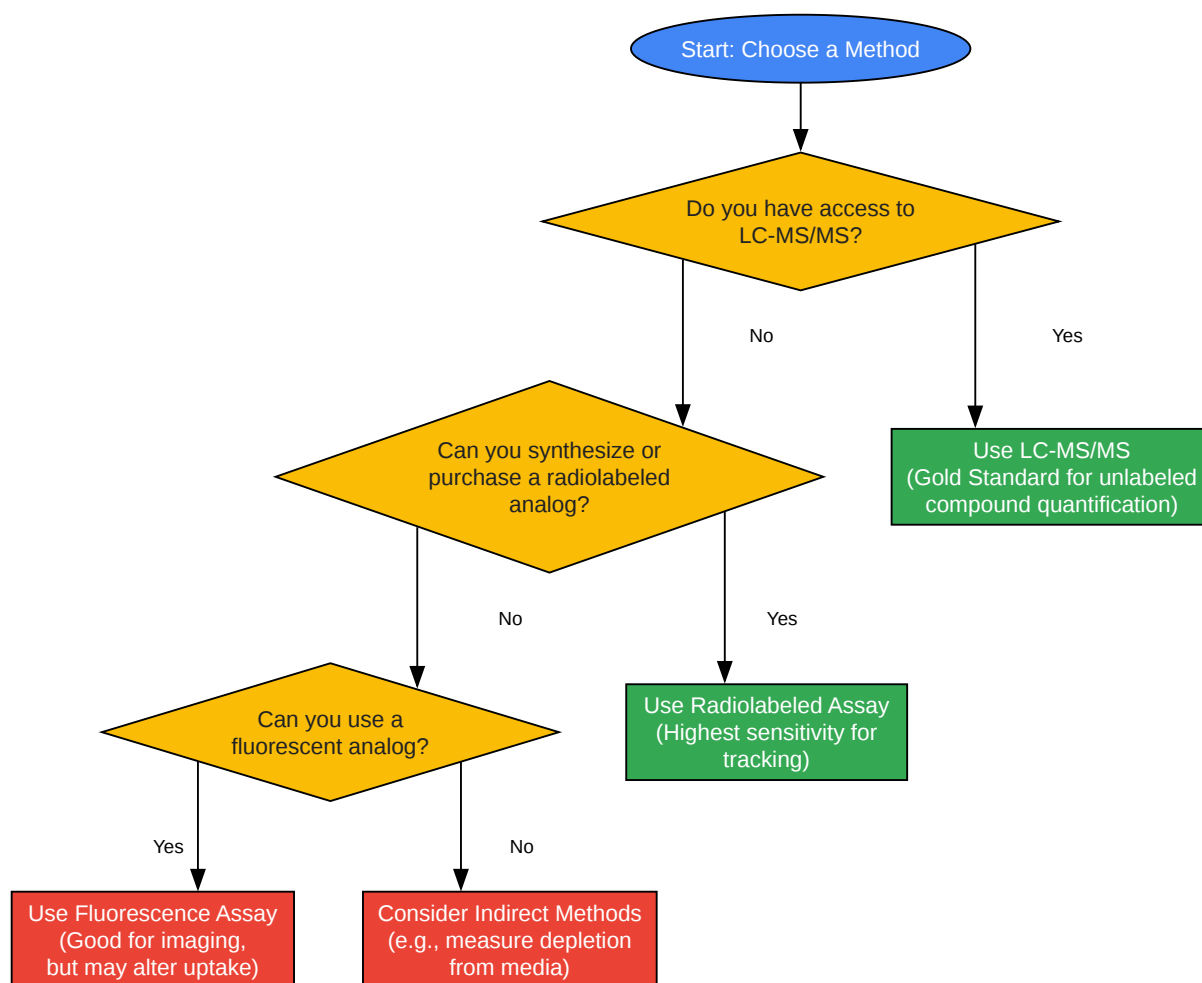 Start: Choose a Method
Do you have access to
LC-MS/MS?
No
Yes
Can you synthesize or
purchase a radiolabeled
analog?
Use LC-MS/MS
(Gold Standard for unlabeled
compound quantification)
No
Yes
Can you use a
fluorescent analog?
Use Radiolabeled Assay
(Highest sensitivity for
tracking)
Yes
No
Use Fluorescence Assay
(Good for imaging,
but may alter uptake)
Consider Indirect Methods
(e.g., measure depletion
from media)